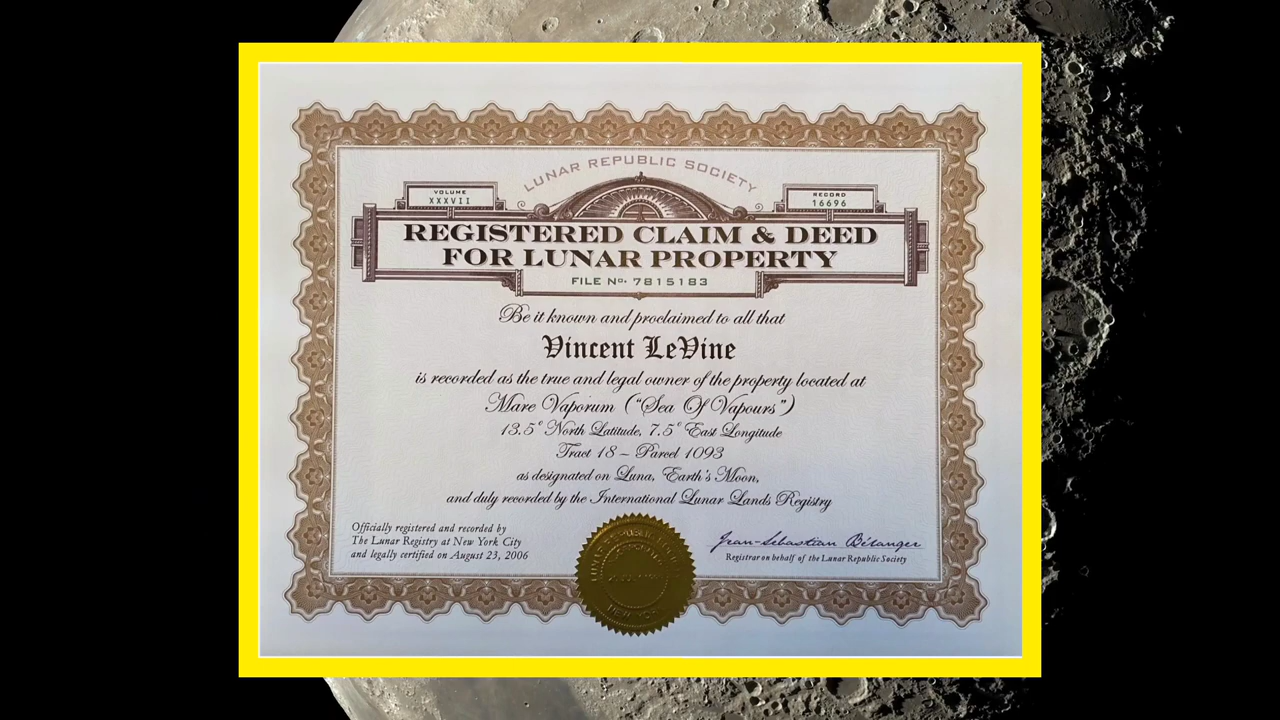 LUNAR REPUBLIC SOCIETY
VOLUME
XXXVII
RECORD
16696
REGISTERED CLAIM & DEED
FOR LUNAR PROPERTY
FILE No. 7815183
Be it known and proclaimed to all that
Vincent LeVine
is recorded as the true and legal owner of the property located at
Mare Vaporum ("Sea Of Vapours")
13.5° North Latitude, 7.5° East Longitude
Tract 18 – Parcel 1093
as designated on Luna, Earth's Moon,
and duly recorded by the International Lunar Lands Registry
Officially registered and recorded by
The Lunar Registry at New York City
and legally certified on August 23, 2006
Jean-Sebastian Bélanger
Registrar on behalf of the Lunar Republic Society
LUNAR REPUBLIC